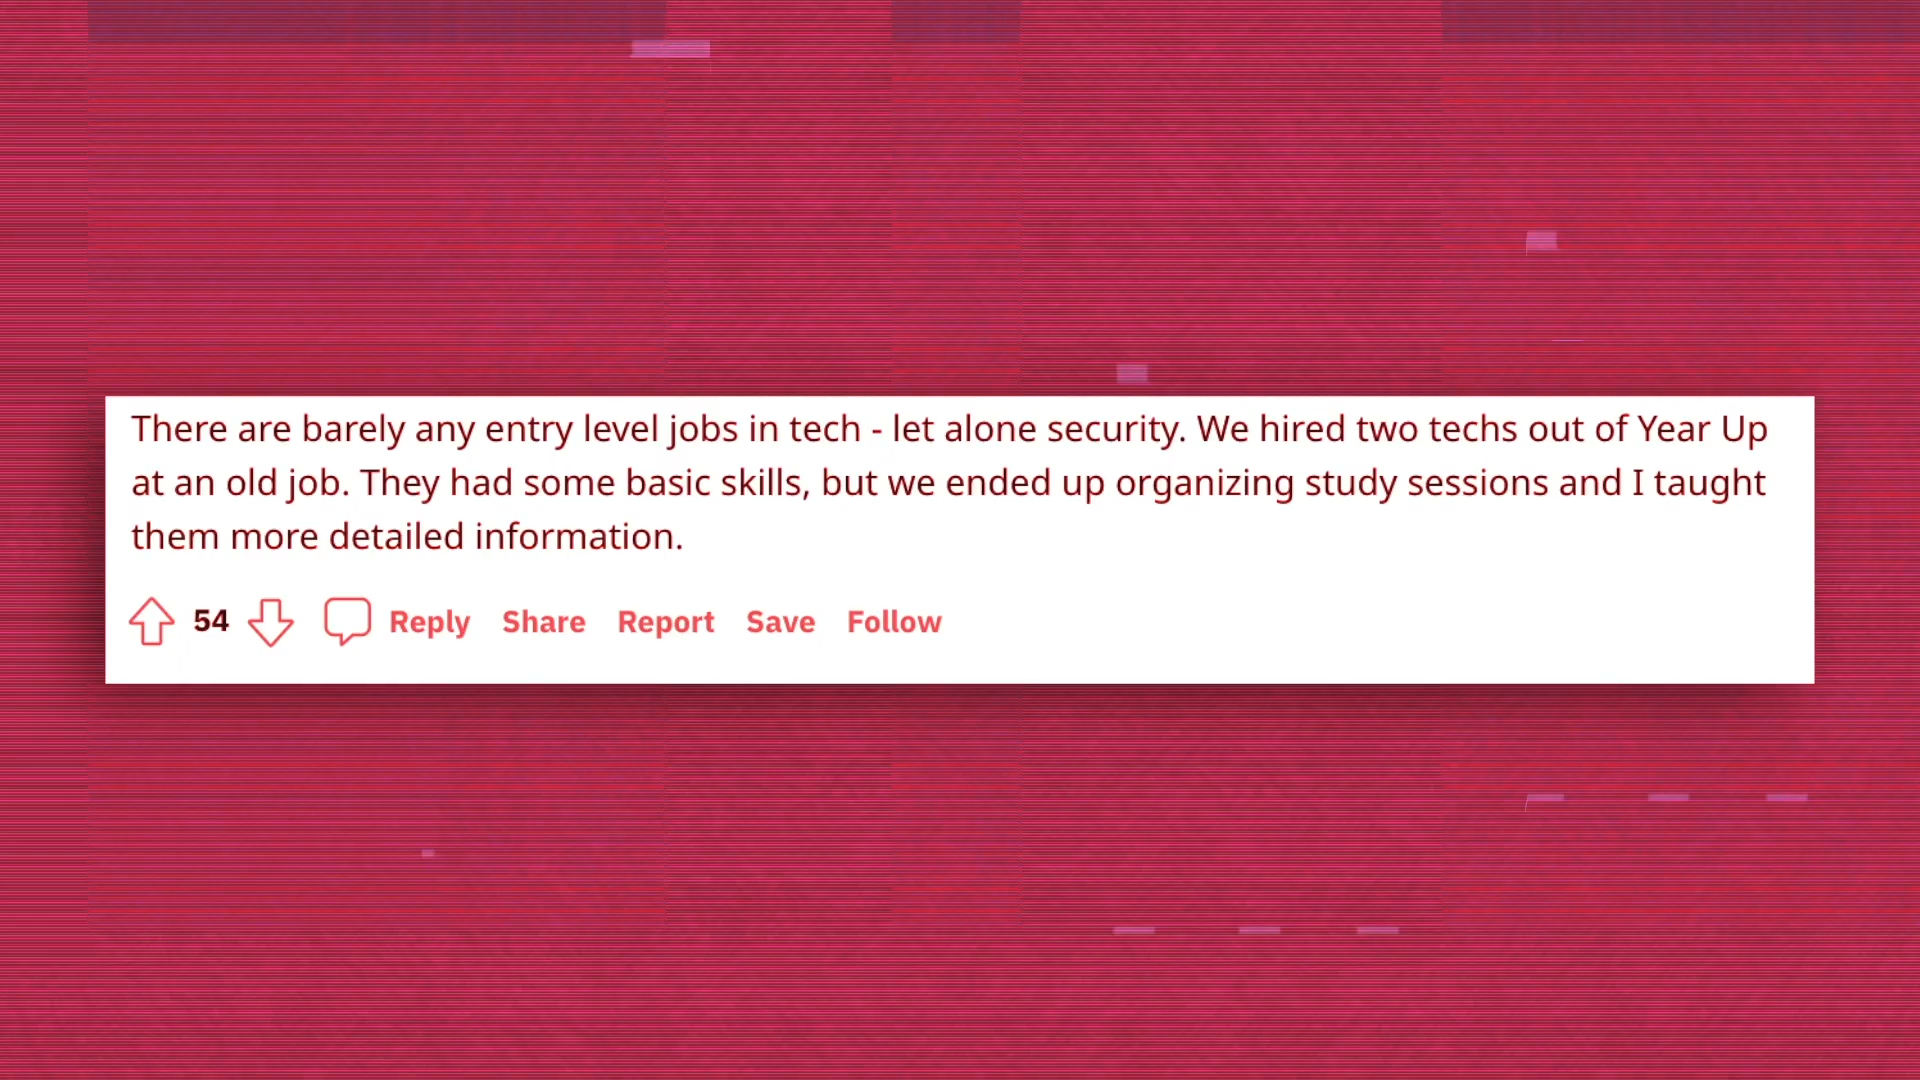 There are barely any entry level jobs in tech - let alone security. We hired two techs out of Year Up
at an old job. They had some basic skills, but we ended up organizing study sessions and I taught
them more detailed information.
54 Reply Share Report Save Follow